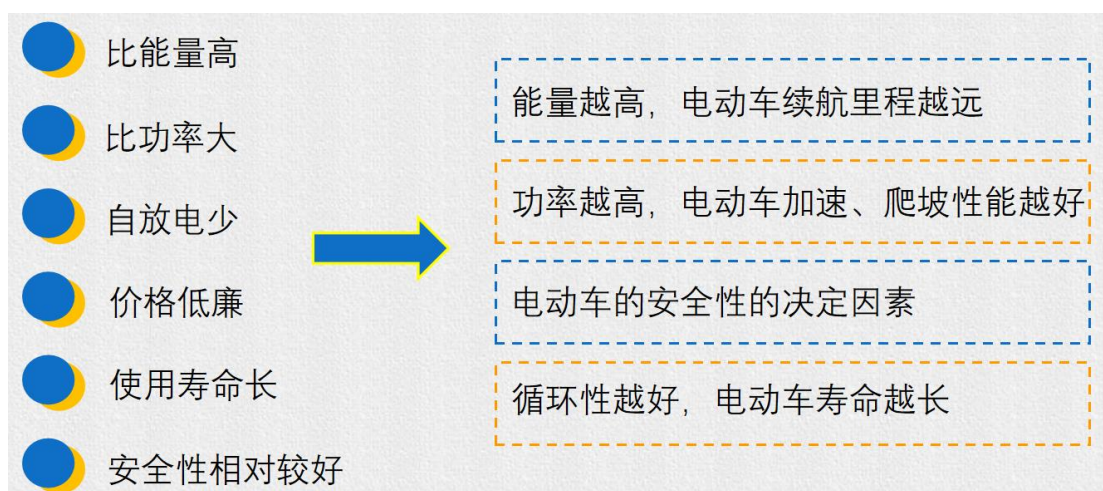 比能量高
比功率大
自放电少
价格低廉
使用寿命长
安全性相对较好
能量越高，电动车续航里程越远
功率越高，电动车加速、爬坡性能越好
电动车的安全性的决定因素
循环性越好，电动车寿命越长